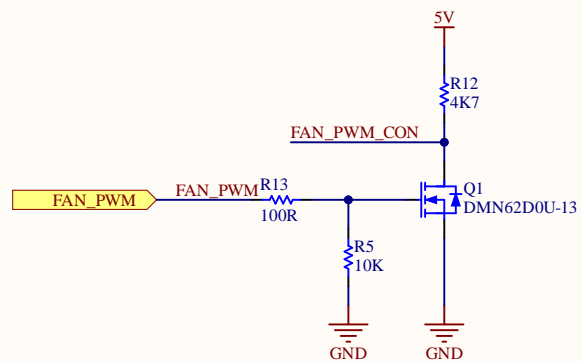 5V
R12
4K7
FAN_PWM_CON
FAN_PWM
FAN_PWM
R13
100R
Q1
DMN62D0U-13
R5
10K
GND
GND